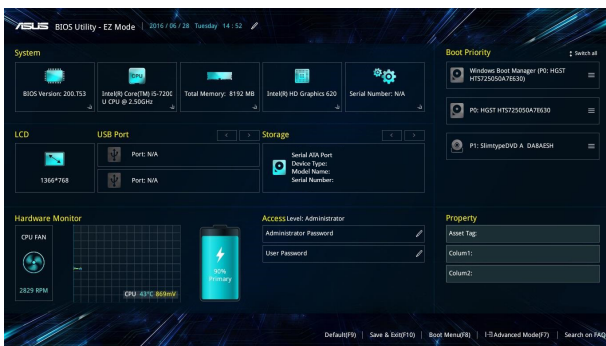 ASUS BIOS Utility - EZ Mode 2016 / 06 / 28 Tuesday 14 : 52
System
BIOS Version: 200.T53
CPU
Intel(R) Core(TM) i5-7200
U CPU @ 2.50GHz
Total Memory: 8192 MB
Intel(R) HD Graphics 620
Serial Number: N/A
Boot Priority
Switch all
Windows Boot Manager (P0: HGST
HTS725050A7E630)
P0: HGST HTS725050A7E630
P1: SlimtypeDVD A DA8AESH
LCD
1366*768
USB Port
Port: N/A
Port: N/A
Storage
Serial ATA Port
Device Type:
Model Name:
Serial Number:
Hardware Monitor
CPU FAN
2829 RPM
CPU 43°C 869mV
90%
Primary
Access Level: Administrator
Administrator Password
User Password
Property
Asset Tag:
Colum1:
Colum2:
Default(F9) | Save & Exit(F10) | Boot Menu(F8) | Advanced Mode(F7) | Search on FAQ